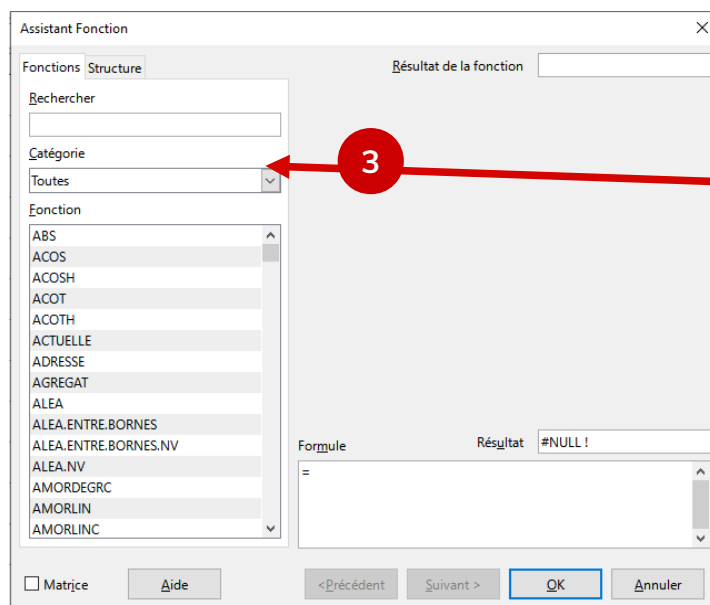 Assistant Fonction
Fonctions Structure
Résultat de la fonction
Rechercher
Catégorie
3
Toutes
Fonction
ABS
ACOS
ACOSH
ACOT
ACOTH
ACTUELLE
ADRESSE
AGREGAT
ALEA
ALEA.ENTRE.BORNES
ALEA.ENTRE.BORNES.NV
ALEA.NV
AMORDEGRC
AMORLIN
AMORLINC
Formule
Résultat
#NULL !
=
Matrice
Aide
<Précédent
Suivant >
OK
Annuler